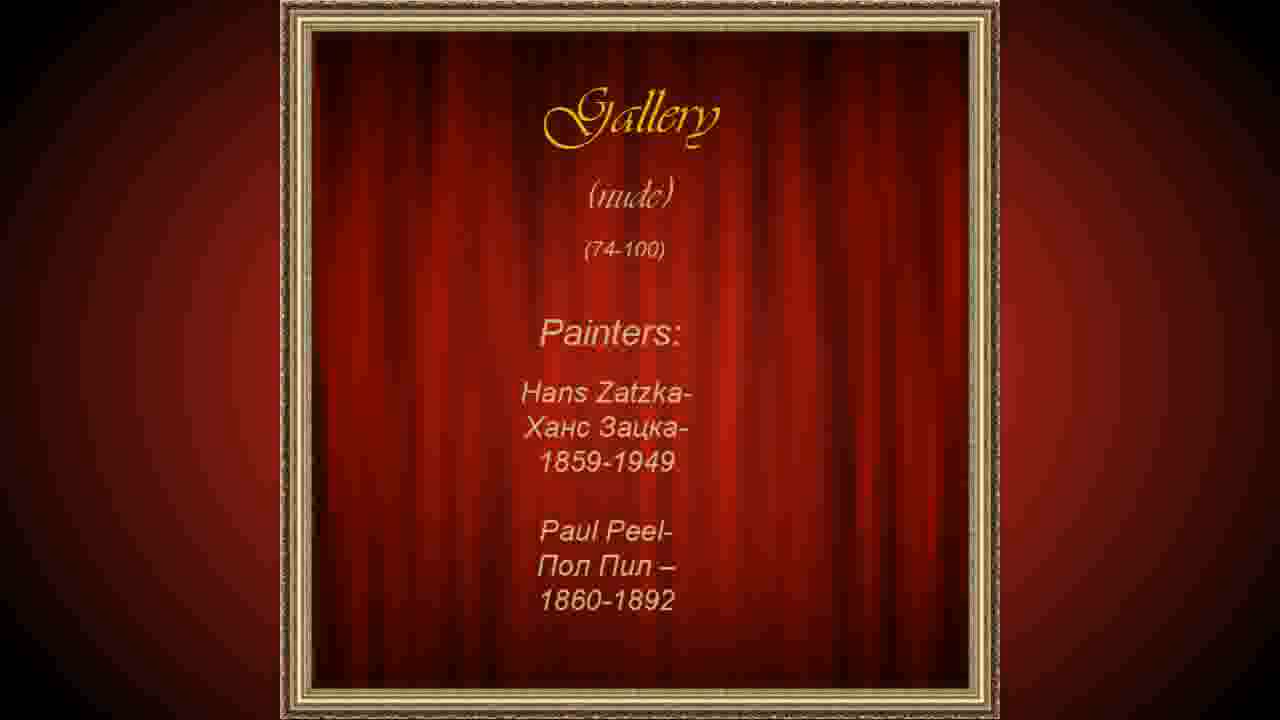 Gallery
(nude)
(74-100)
Painters:
Hans Zatzka-
Ханс Зацка-
1859-1949
Paul Peel-
Пол Пил –
1860-1892